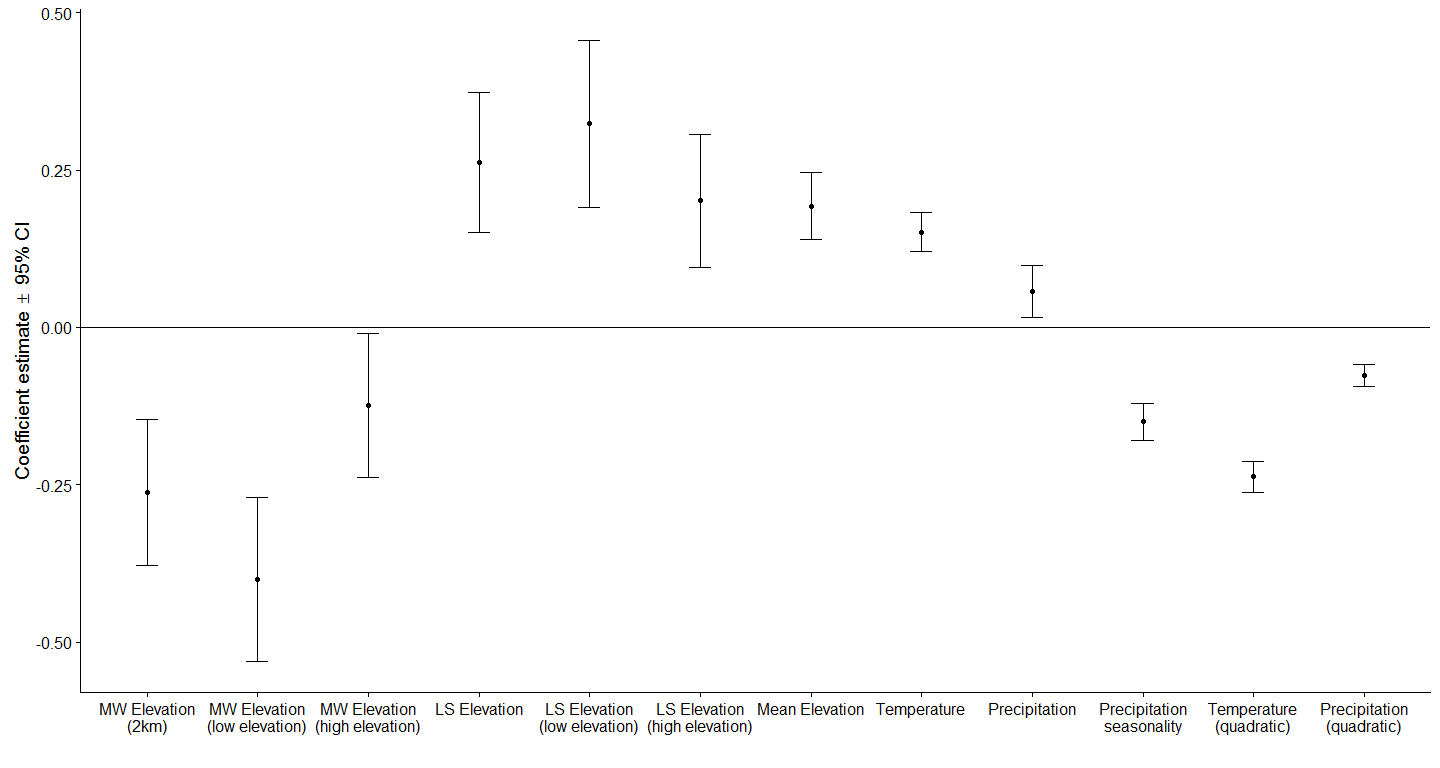 0.50
0.25
0.00
-0.25
-0.50
Coefficient estimate ± 95% CI
MW Elevation
(2km)
MW Elevation
(low elevation)
MW Elevation
(high elevation)
LS Elevation
LS Elevation
(low elevation)
LS Elevation
(high elevation)
Mean Elevation
Temperature
Precipitation
Precipitation
seasonality
Temperature
(quadratic)
Precipitation
(quadratic)